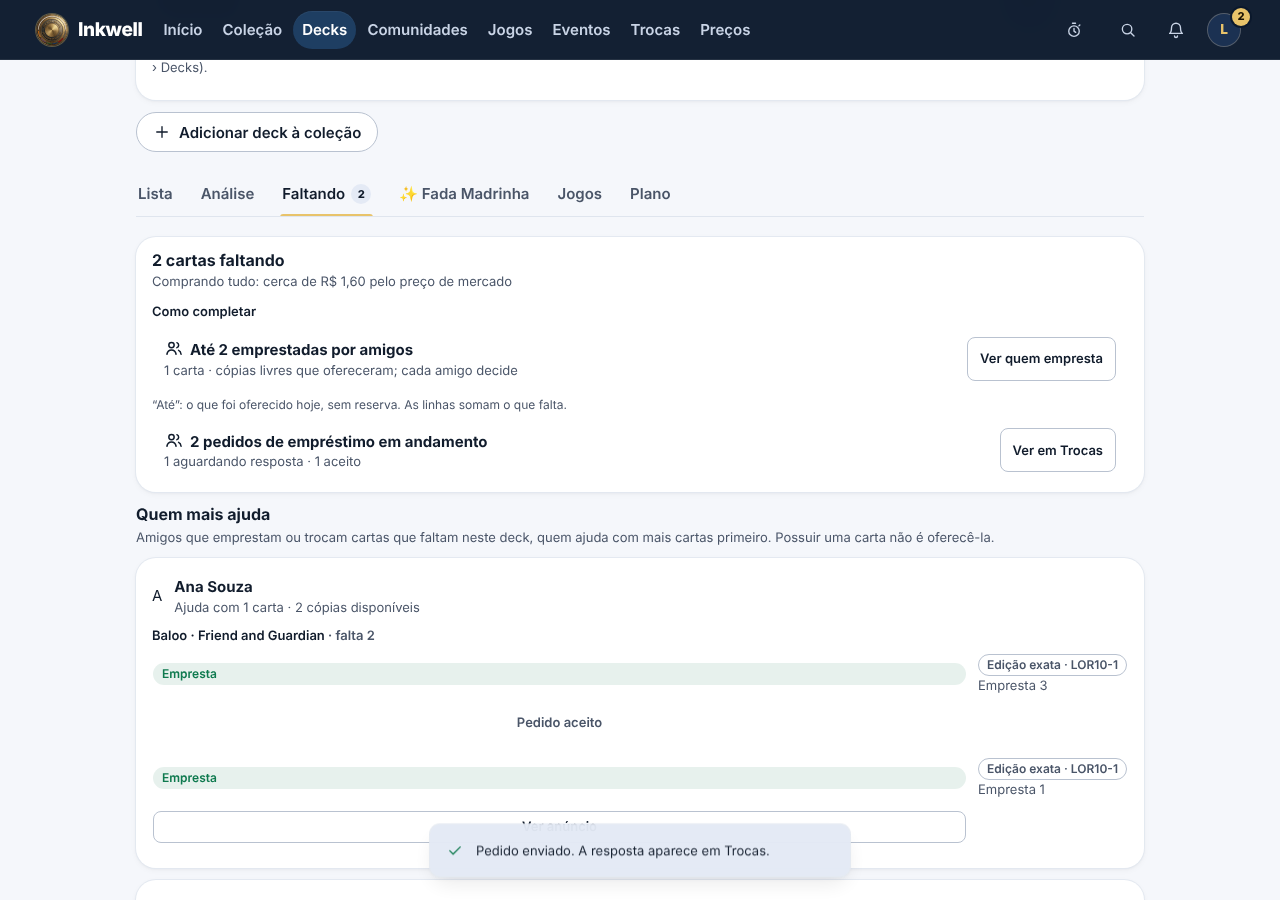 Inkwell Início Coleção Decks Comunidades Jogos Eventos Trocas Preços L 2
› Decks).
Adicionar deck à coleção
Lista Análise Faltando 2 ✨ Fada Madrinha Jogos Plano
2 cartas faltando
Comprando tudo: cerca de R$ 1,60 pelo preço de mercado
Como completar
Até 2 emprestadas por amigos
1 carta · cópias livres que ofereceram; cada amigo decide
Ver quem empresta
“Até”: o que foi oferecido hoje, sem reserva. As linhas somam o que falta.
2 pedidos de empréstimo em andamento
1 aguardando resposta · 1 aceito
Ver em Trocas
Quem mais ajuda
Amigos que emprestam ou trocam cartas que faltam neste deck, quem ajuda com mais cartas primeiro. Possuir uma carta não é oferecê-la.
A
Ana Souza
Ajuda com 1 carta · 2 cópias disponíveis
Baloo · Friend and Guardian · falta 2
Empresta
Edição exata · LOR10-1
Empresta 3
Pedido aceito
Empresta
Edição exata · LOR10-1
Empresta 1
Ver anúncio
Pedido enviado. A resposta aparece em Trocas.